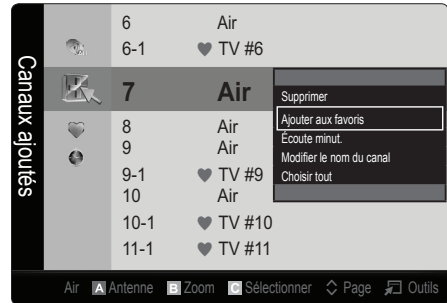 Canaux ajoutés
6 Air
6-1 ♥ TV #6
7 Air
8 Air
9 Air
9-1 ♥ TV #9
10 Air
10-1 ♥ TV #10
11-1 ♥ TV #11
Supprimer
Ajouter aux favoris
Écoute minut.
Modifier le nom du canal
Choisir tout
Air A Antenne B Zoom C Sélectionner Page Outils